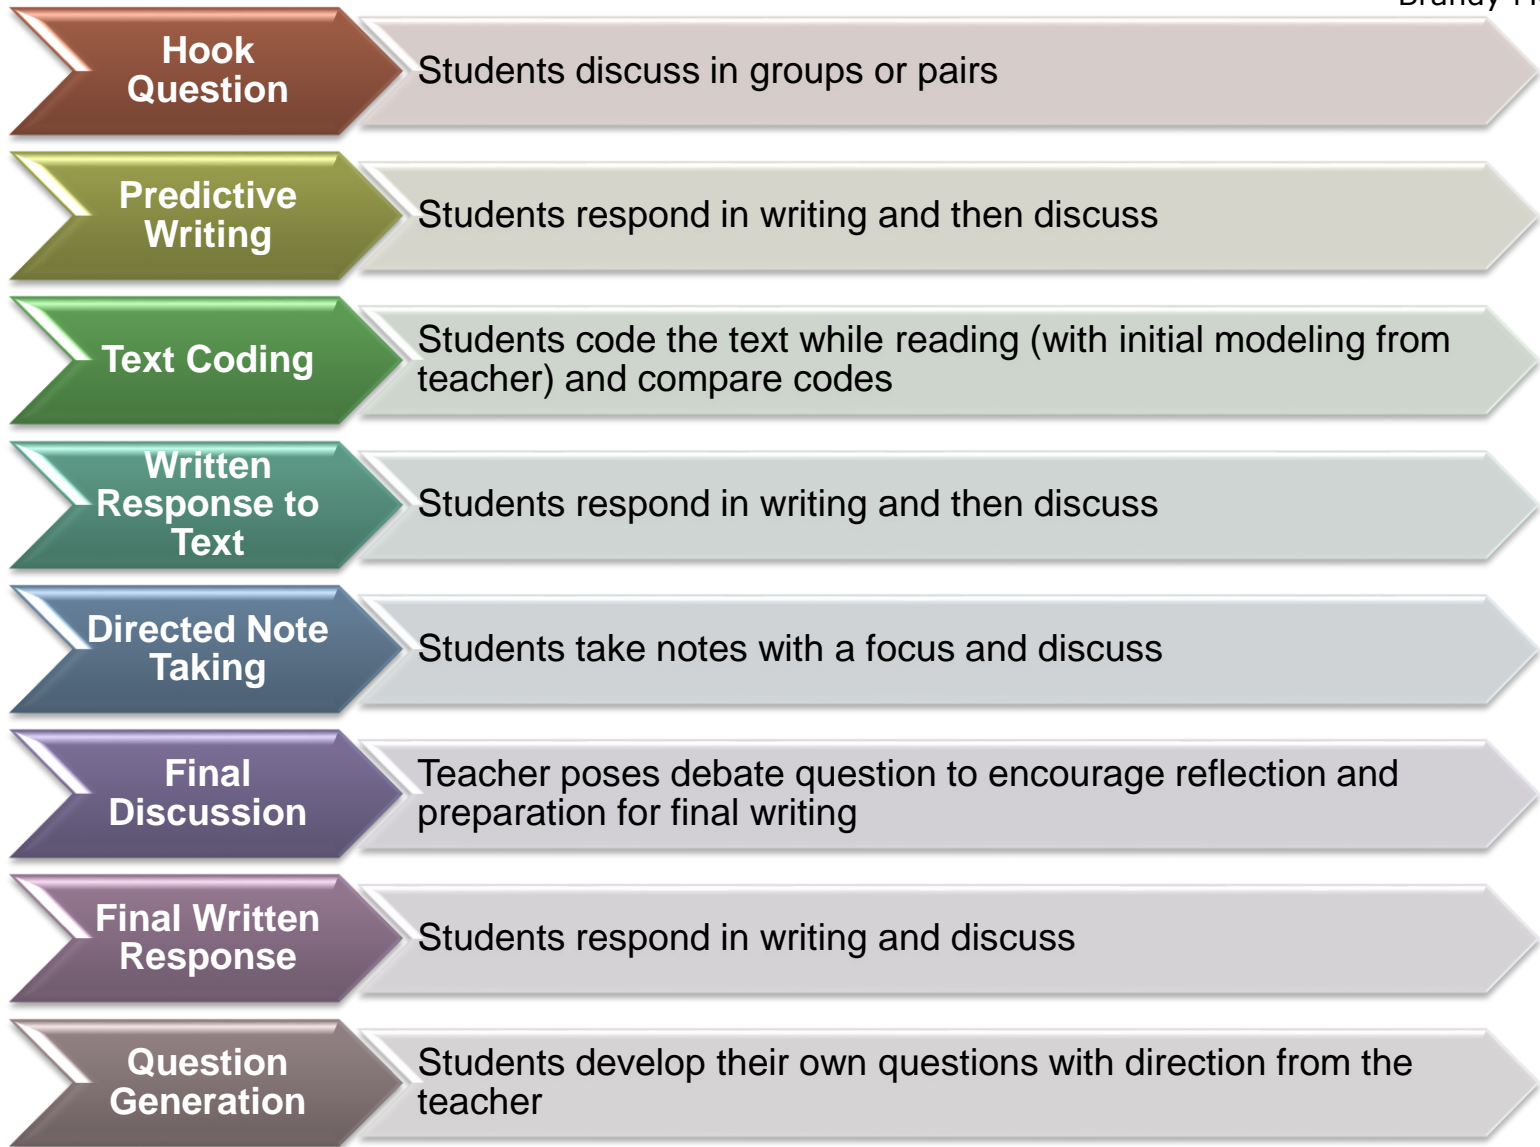 Hook
Question
Students discuss in groups or pairs
Predictive
Writing
Students respond in writing and then discuss
Text Coding
Students code the text while reading (with initial modeling from
teacher) and compare codes
Written
Response to
Text
Students respond in writing and then discuss
Directed Note
Taking
Students take notes with a focus and discuss
Final
Discussion
Teacher poses debate question to encourage reflection and
preparation for final writing
Final Written
Response
Students respond in writing and discuss
Question
Generation
Students develop their own questions with direction from the
teacher